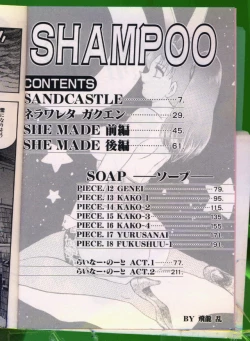 SHAMPOO
CONTENTS
SANDCASTLE 7.
ネラワレタ ガクエン 29.
SHE MADE 前編 45.
SHE MADE 後編 61.
SOAP ──ソープ──
PIECE. 12 GENEI 79.
PIECE. 13 KAKO-1 95.
PIECE. 14 KAKO-2 115.
PIECE. 15 KAKO-3 135
PIECE. 16 KAKO-4 155
PIECE. 17 YURUSANAI 171
PIECE. 18 FUKUSHUU-1 191
らいなー・のーと ACT.1 77.
らいなー・のーと ACT.2 211.
BY 飛龍 乱